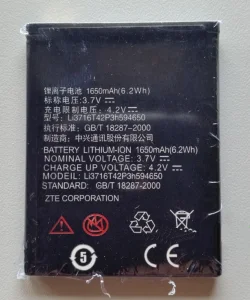 锂离子电池 1650mAh(6.2Wh)
标称电压:3.7V
充电限制电压:4.2V
型号:Li3716T42P3h594650
执行标准: GB/T 18287-2000
制造商:中兴通讯股份有限公司
BATTERY LITHIUM-ION 1650mAh(6.2Wh)
NOMINAL VOLTAGE: 3.7V
CHARGE UP VOLTAGE: 4.2V
MODEL: Li3716T42P3h594650
STANDARD: GB/T 18287-2000
ZTE CORPORATION
5